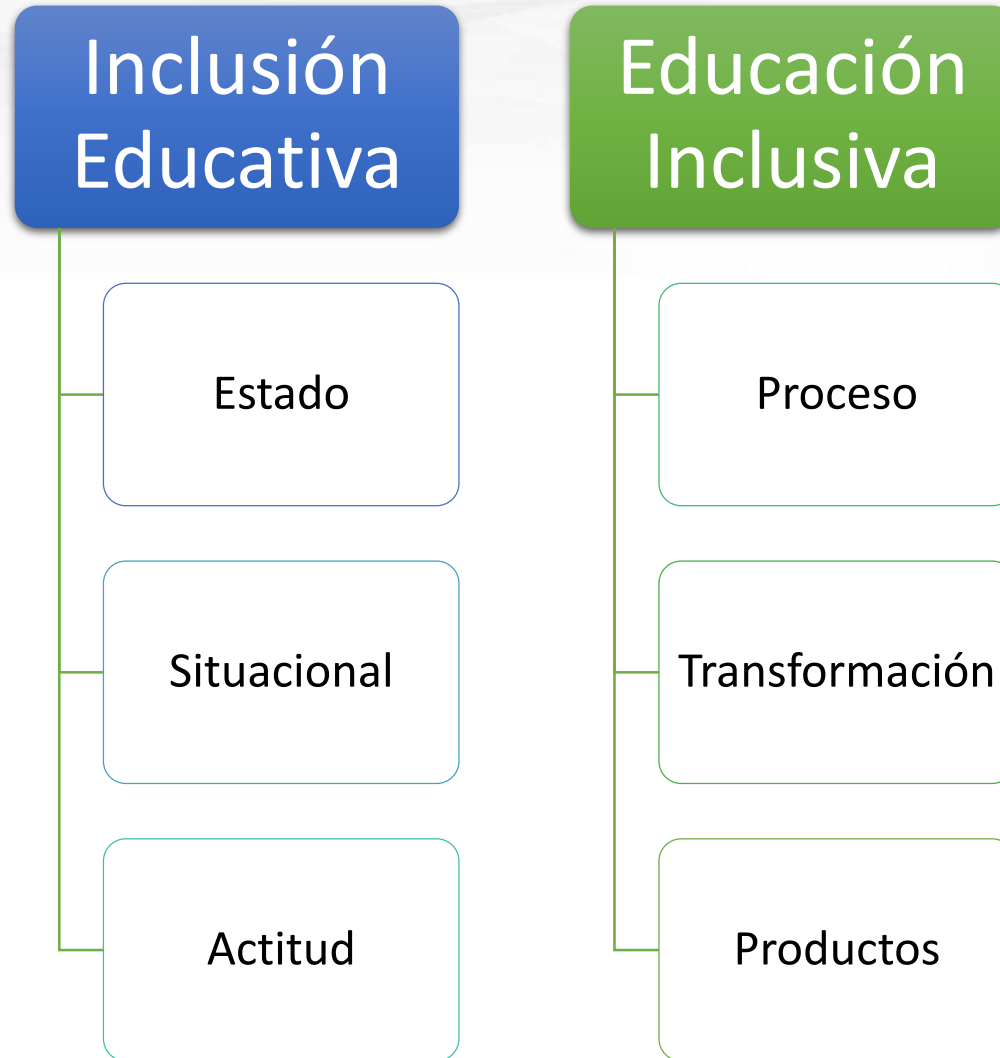 Inclusión
Educativa
Estado
Situacional
Actitud
Educación
Inclusiva
Proceso
Transformación
Productos